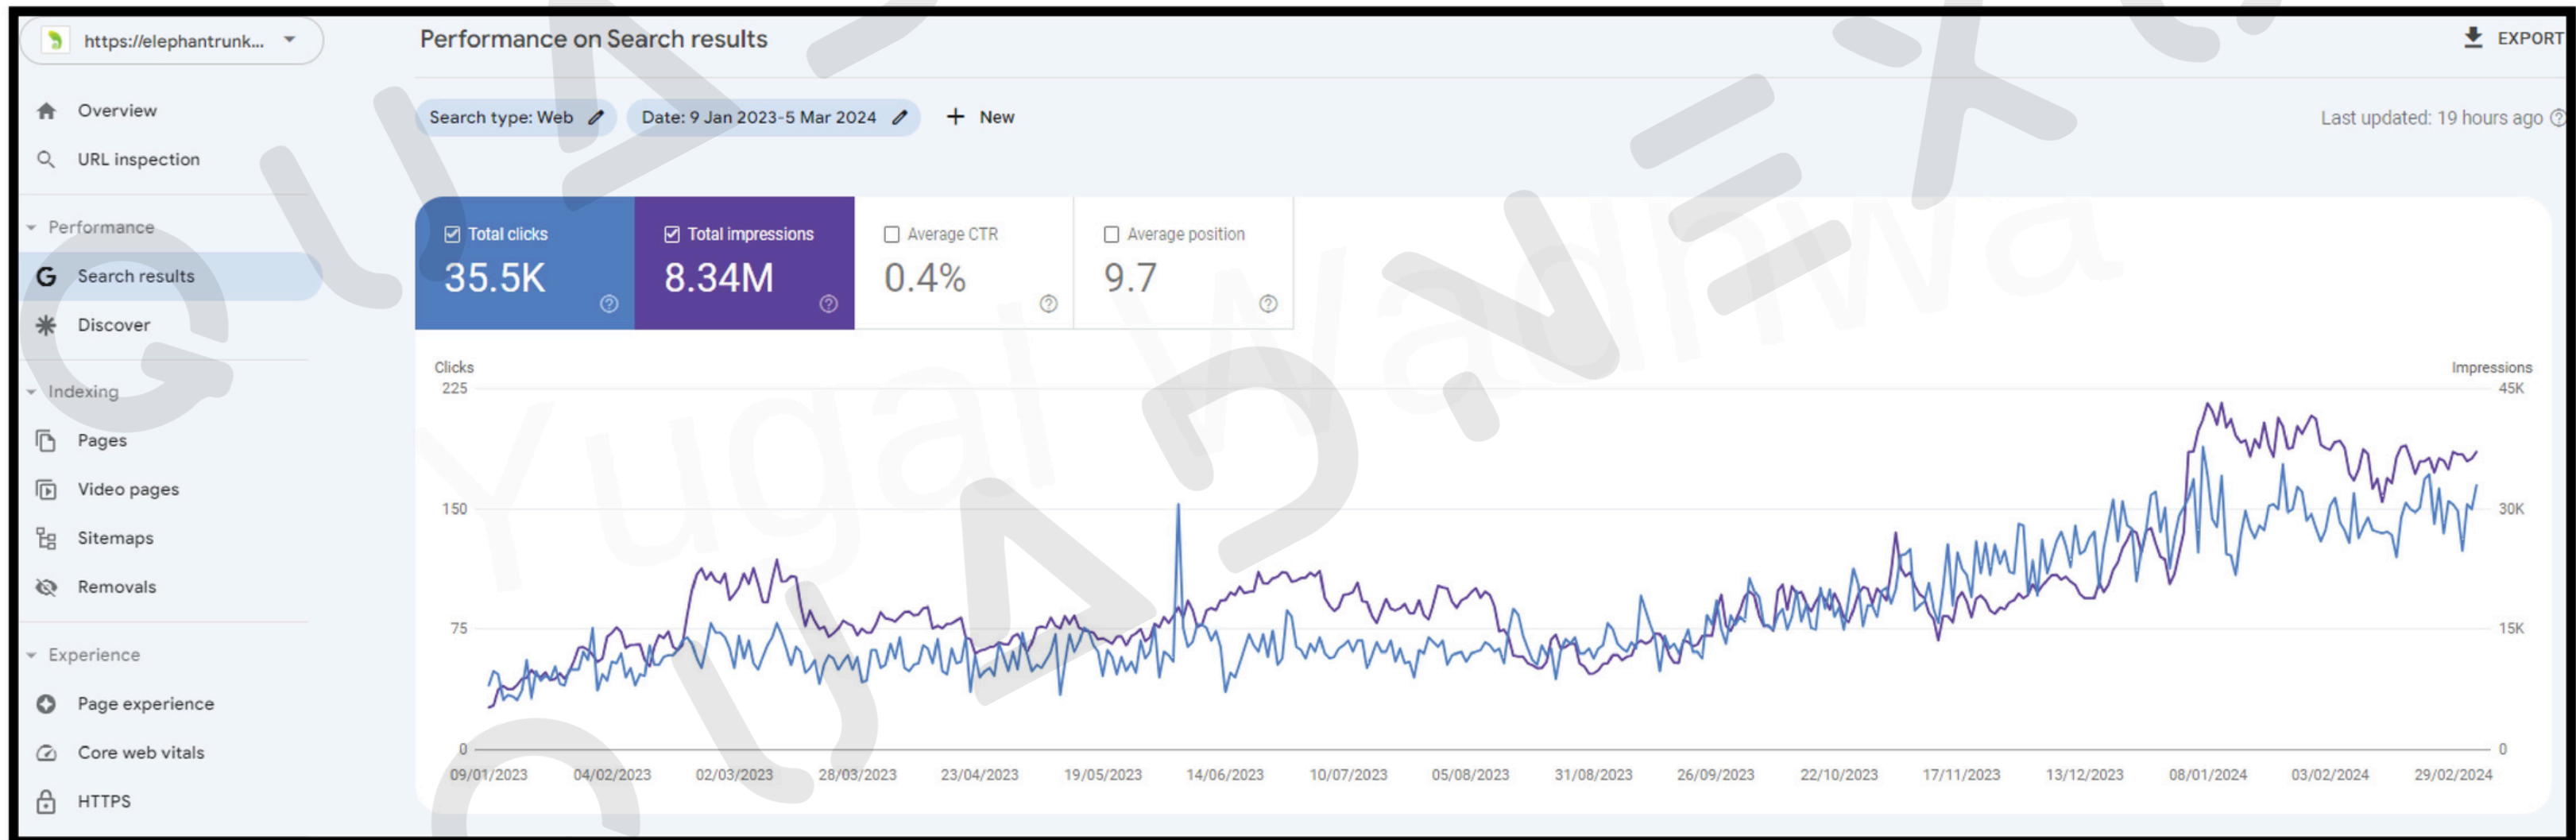 https://elephantrunk...
Performance on Search results
EXPORT
Overview
Search type: Web
Date: 9 Jan 2023-5 Mar 2024
+ New
Last updated: 19 hours ago
URL inspection
Performance
Search results
Discover
Total clicks
35.5K
Total impressions
8.34M
Average CTR
0.4%
Average position
9.7
Indexing
Pages
Video pages
Sitemaps
Removals
Experience
Page experience
Core web vitals
HTTPS
Clicks
225
150
75
0
Impressions
45K
30K
15K
0
09/01/2023 04/02/2023 02/03/2023 28/03/2023 23/04/2023 19/05/2023 14/06/2023 10/07/2023 05/08/2023 31/08/2023 26/09/2023 22/10/2023 17/11/2023 13/12/2023 08/01/2024 03/02/2024 29/02/2024
Yugal Wadhwa